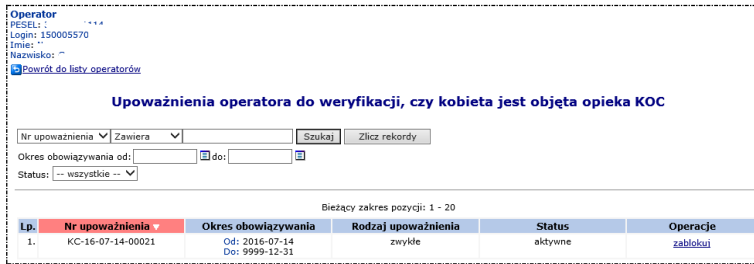 Operator
PESEL:
Login: 150005570
Imie:
Nazwisko:
Powrót do listy operatorów
Upoważnienia operatora do weryfikacji, czy kobieta jest objęta opieka KOC
Nr upoważnienia Zawiera Szukaj Zlicz rekordy
Okres obowiązywania od: do:
Status: -- wszystkie --
Bieżący zakres pozycji: 1 - 20
Lp. Nr upoważnienia Okres obowiązywania Rodzaj upoważnienia Status Operacje
1. KC-16-07-14-00021 Od: 2016-07-14 zwykłe aktywne zablokuj
Do: 9999-12-31